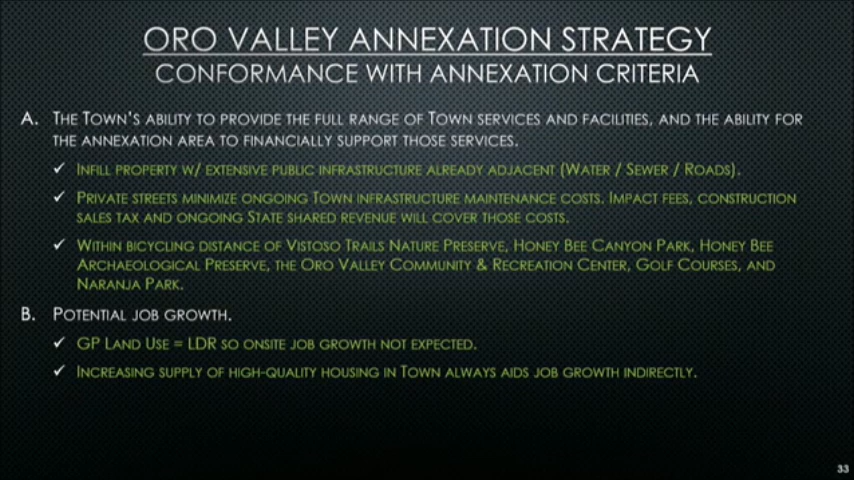 ORO VALLEY ANNEXATION STRATEGY
CONFORMANCE WITH ANNEXATION CRITERIA
A. THE TOWN'S ABILITY TO PROVIDE THE FULL RANGE OF TOWN SERVICES AND FACILITIES, AND THE ABILITY FOR
THE ANNEXATION AREA TO FINANCIALLY SUPPORT THOSE SERVICES.
✓ INFILL PROPERTY W/ EXTENSIVE PUBLIC INFRASTRUCTURE ALREADY ADJACENT (WATER / SEWER / ROADS).
✓ PRIVATE STREETS MINIMIZE ONGOING TOWN INFRASTRUCTURE MAINTENANCE COSTS. IMPACT FEES, CONSTRUCTION
SALES TAX AND ONGOING STATE SHARED REVENUE WILL COVER THOSE COSTS.
✓ WITHIN BICYCLING DISTANCE OF VISTOSO TRAILS NATURE PRESERVE, HONEY BEE CANYON PARK, HONEY BEE
ARCHAEOLOGICAL PRESERVE, THE ORO VALLEY COMMUNITY & RECREATION CENTER, GOLF COURSES, AND
NARANJA PARK.
B. POTENTIAL JOB GROWTH.
✓ GP LAND USE = LDR SO ONSITE JOB GROWTH NOT EXPECTED.
✓ INCREASING SUPPLY OF HIGH-QUALITY HOUSING IN TOWN ALWAYS AIDS JOB GROWTH INDIRECTLY.
33